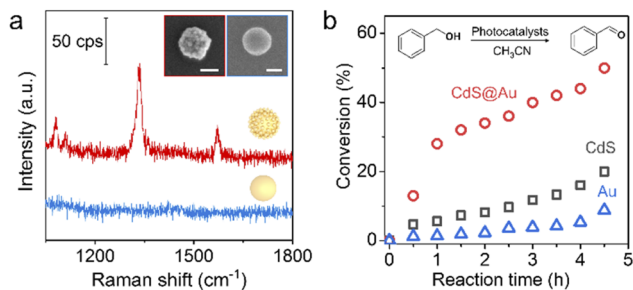 a
50 cps
Intensity (a.u.)
1200 1500 1800
Raman shift (cm⁻¹)
b
60
40
20
0
Conversion (%)
OH
Photocatalysts
CH₃CN
O
CdS@Au
CdS
Au
0 1 2 3 4 5
Reaction time (h)